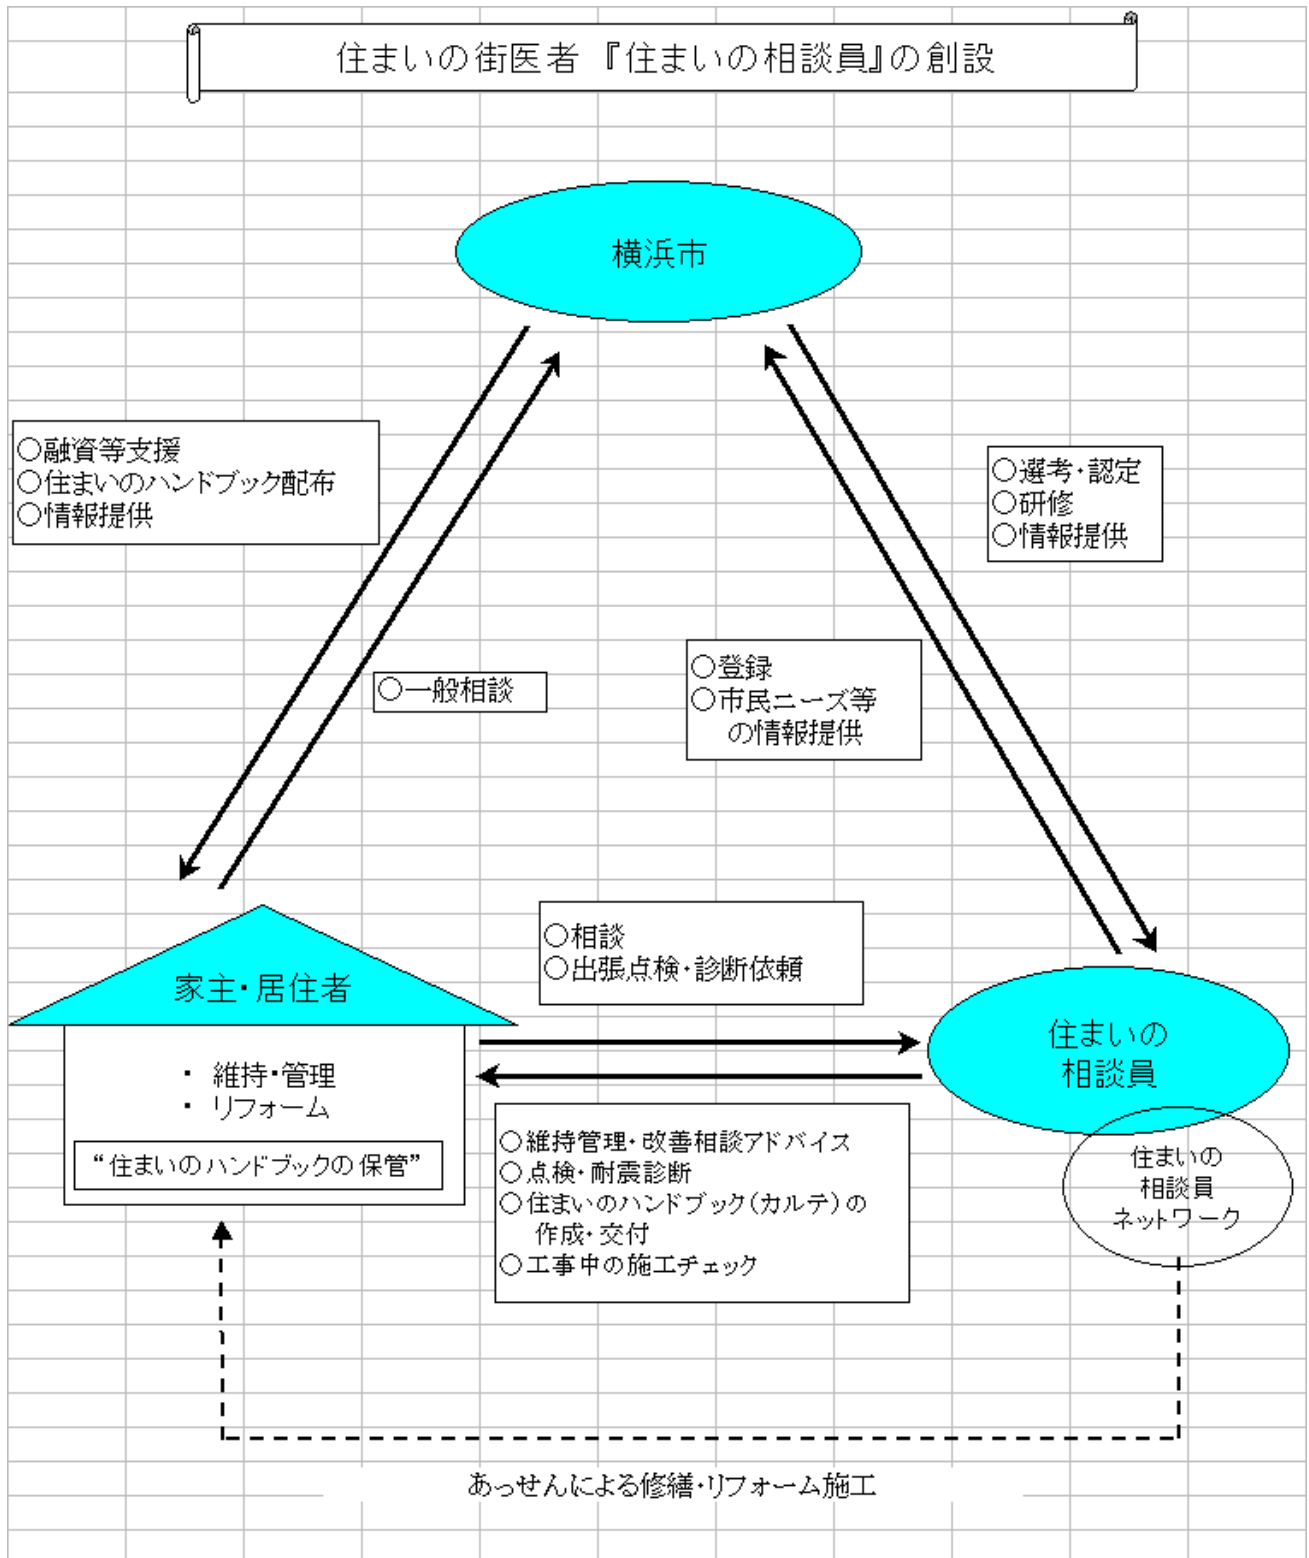 住まいの街医者 『住まいの相談員』の創設
横浜市
○融資等支援
○住まいのハンドブック配布
○情報提供
○選考・認定
○研修
○情報提供
○一般相談
○登録
○市民ニーズ等
の情報提供
○相談
○出張点検・診断依頼
家主・居住者
・ 維持・管理
・ リフォーム
“住まいのハンドブックの保管”
住まいの
相談員
○維持管理・改善相談アドバイス
○点検・耐震診断
○住まいのハンドブック(カルテ)の
作成・交付
○工事中の施工チェック
住まいの
相談員
ネットワーク
あっせんによる修繕・リフォーム施工